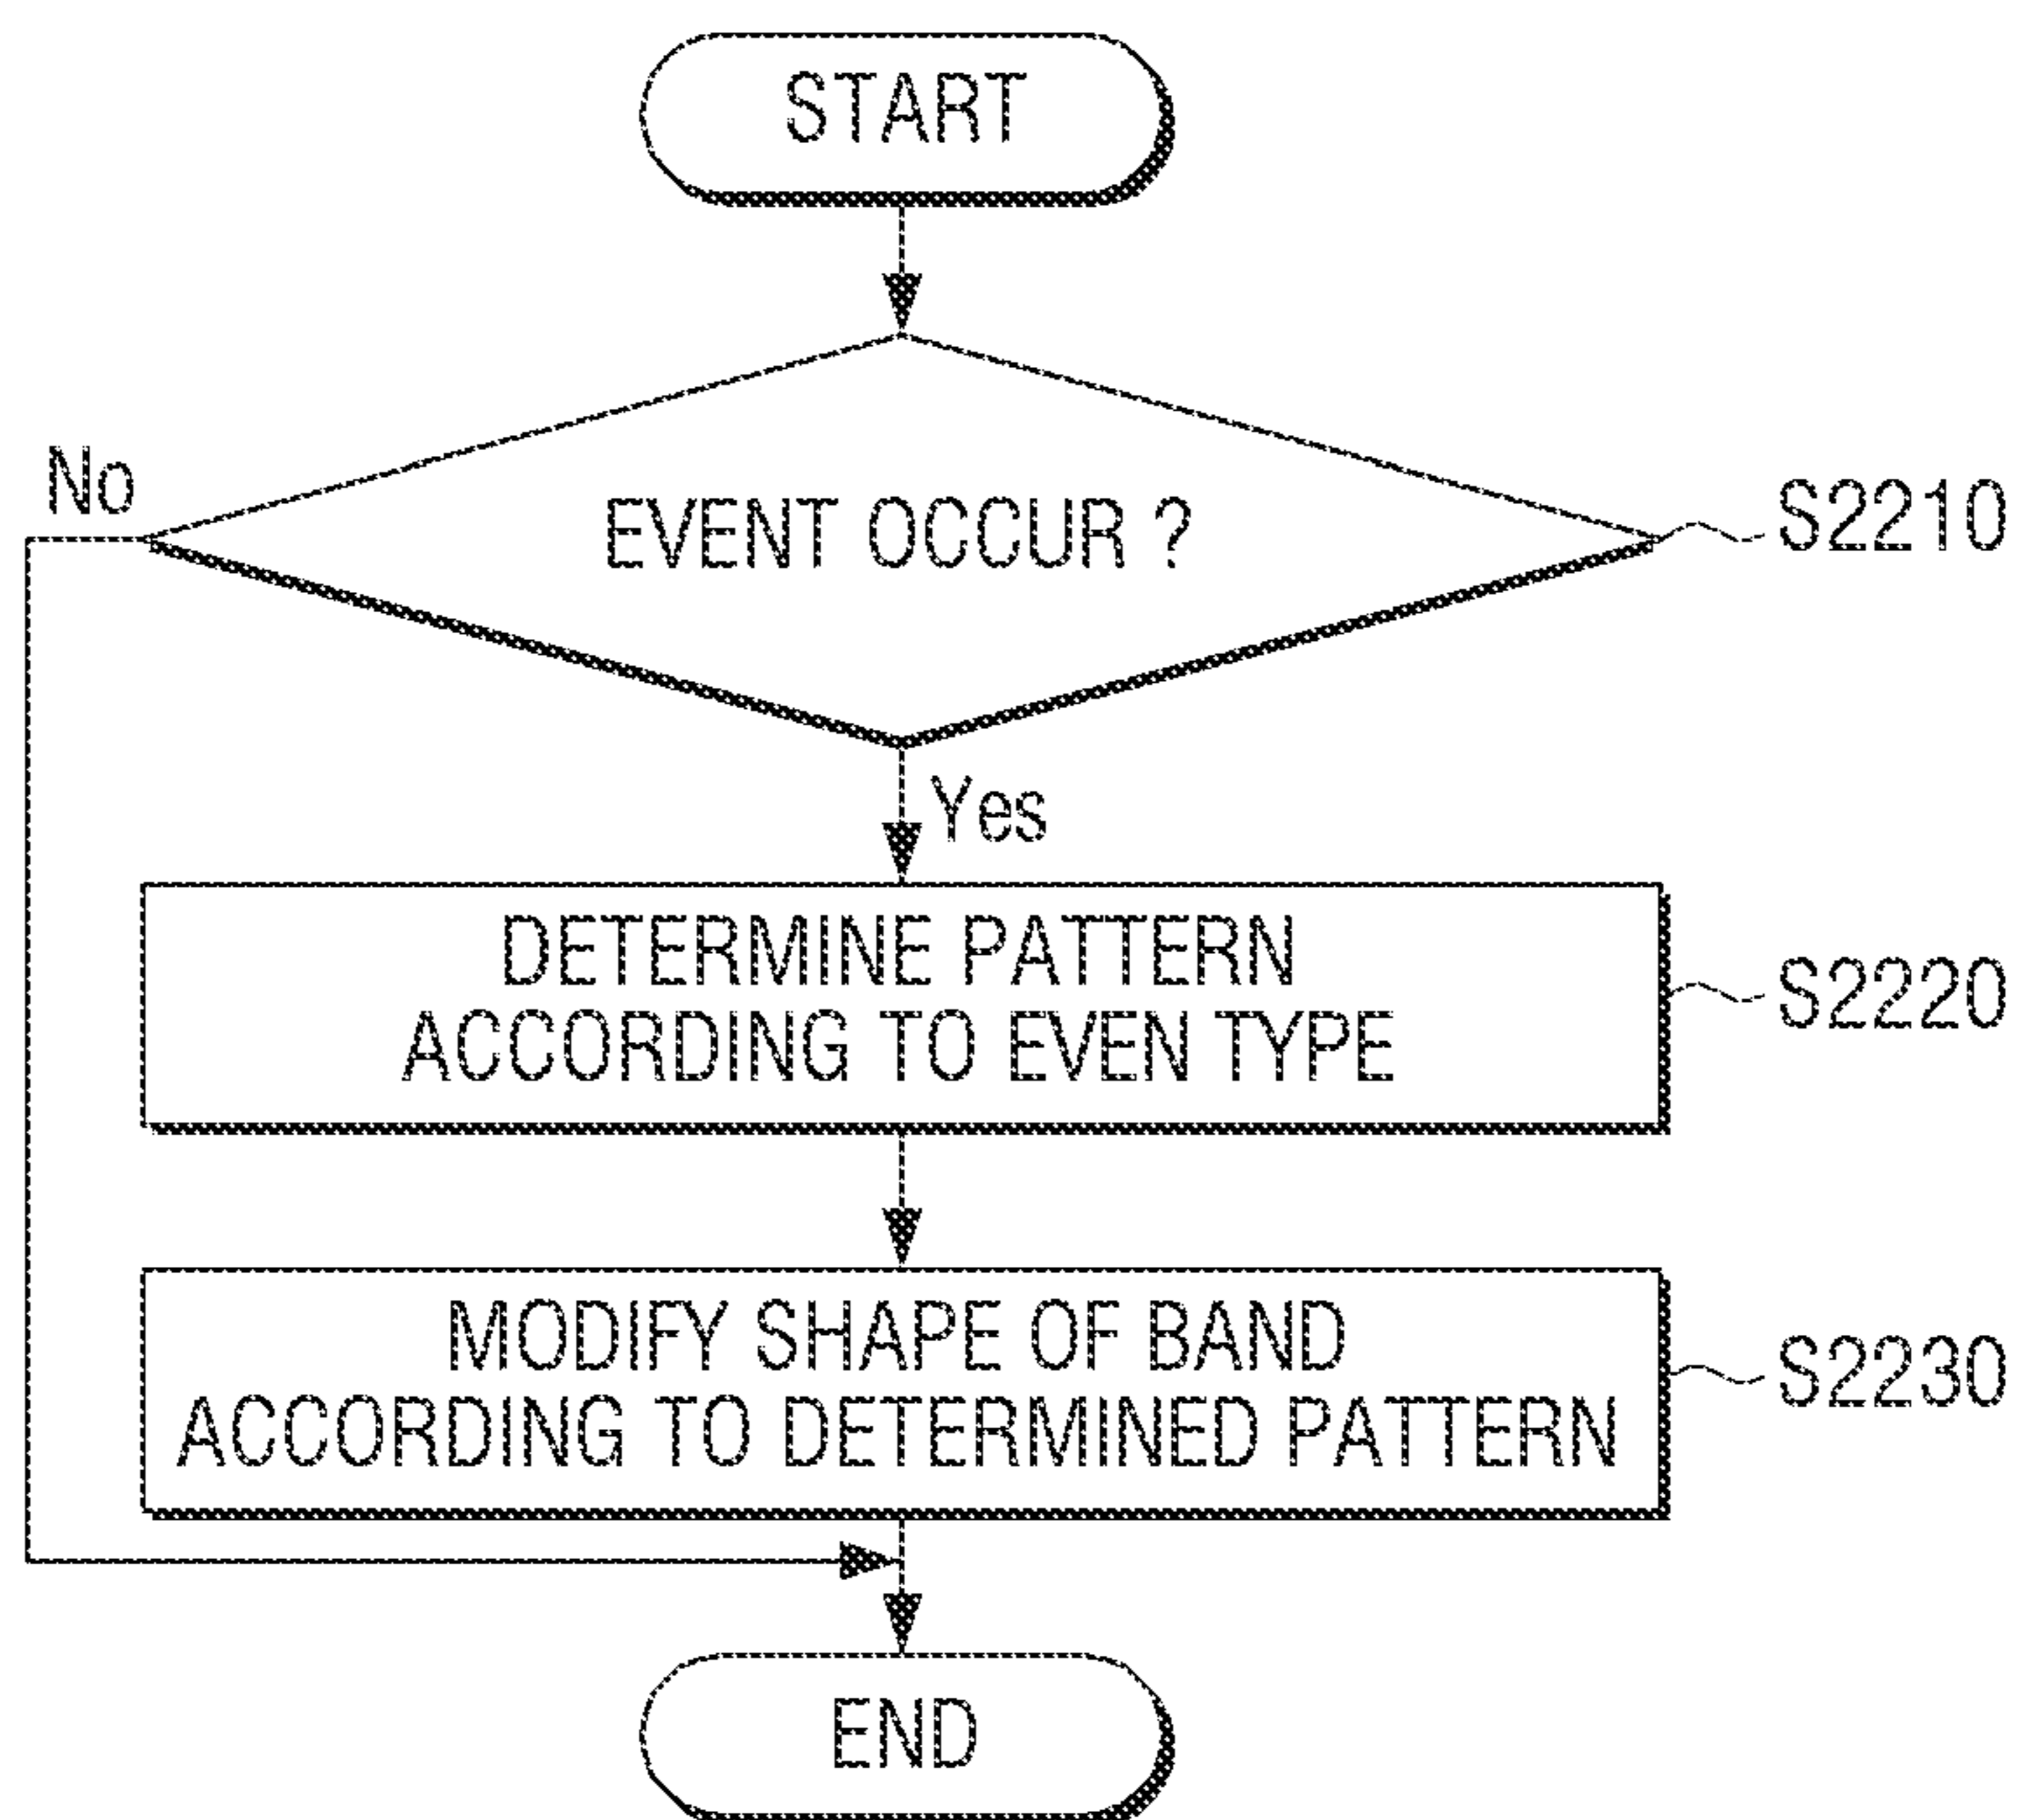 START
No
EVENT OCCUR ?
S2210
Yes
DETERMINE PATTERN
ACCORDING TO EVEN TYPE
S2220
MODIFY SHAPE OF BAND
ACCORDING TO DETERMINED PATTERN
S2230
END